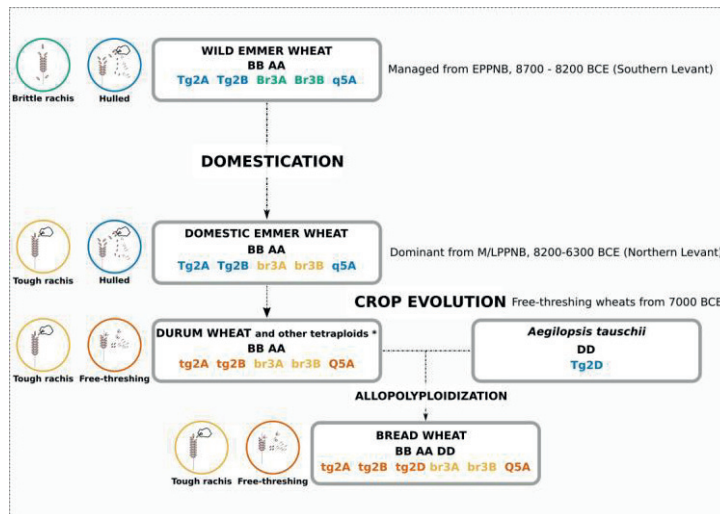 WILD EMMER WHEAT
BB AA
Tg2A Tg2B Br3A Br3B q5A
Brittle rachis
Hulled
Managed from EPPNB, 8700 - 8200 BCE (Southern Levant)
DOMESTICATION
DOMESTIC EMMER WHEAT
BB AA
Tg2A Tg2B br3A br3B q5A
Tough rachis
Hulled
Dominant from M/LPPNB, 8200-6300 BCE (Northern Levant)
CROP EVOLUTION Free-threshing wheats from 7000 BCE
DURUM WHEAT and other tetraploids *
BB AA
tg2A tg2B br3A br3B Q5A
Tough rachis
Free-threshing
Aegilopsis tauschii
DD
Tg2D
ALLOPOLYPLOIDIZATION
BREAD WHEAT
BB AA DD
tg2A tg2B tg2D br3A br3B Q5A
Tough rachis
Free-threshing